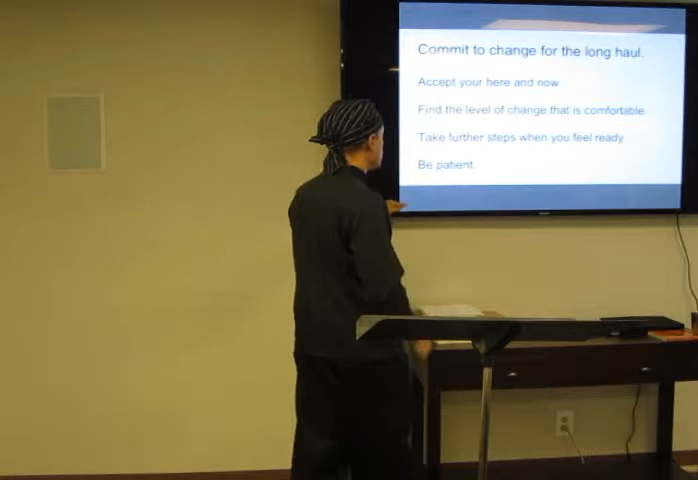 Commit to change for the long haul.
Accept your here and now
Find the level of change that is comfortable.
Take further steps when you feel ready
Be patient.